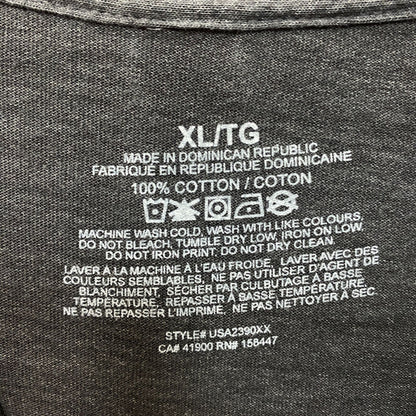 XL/TG
MADE IN DOMINICAN REPUBLIC
FABRIQUÉ EN RÉPUBLIQUE DOMINICAINE
100% COTTON / COTON
MACHINE WASH COLD, WASH WITH LIKE COLOURS,
DO NOT BLEACH, TUMBLE DRY LOW, IRON ON LOW.
DO NOT IRON PRINT, DO NOT DRY CLEAN.
LAVER A LA MACHINE À L'EAU FROIDE, LAVER AVEC DES
COULEURS SEMBLABLES, NE PAS UTILISER D'AGENT DE
BLANCHIMENT, SÉCHER PAR CULBUTAGE À BASSE
TEMPÉRATURE, REPASSER À BASSE TEMPÉRATURE. NE
PAS REPASSER L'IMPRIMÉ. NE PAS NETTOYER À SEC.
STYLE# USA2390XX
CA# 41900 RN# 156447